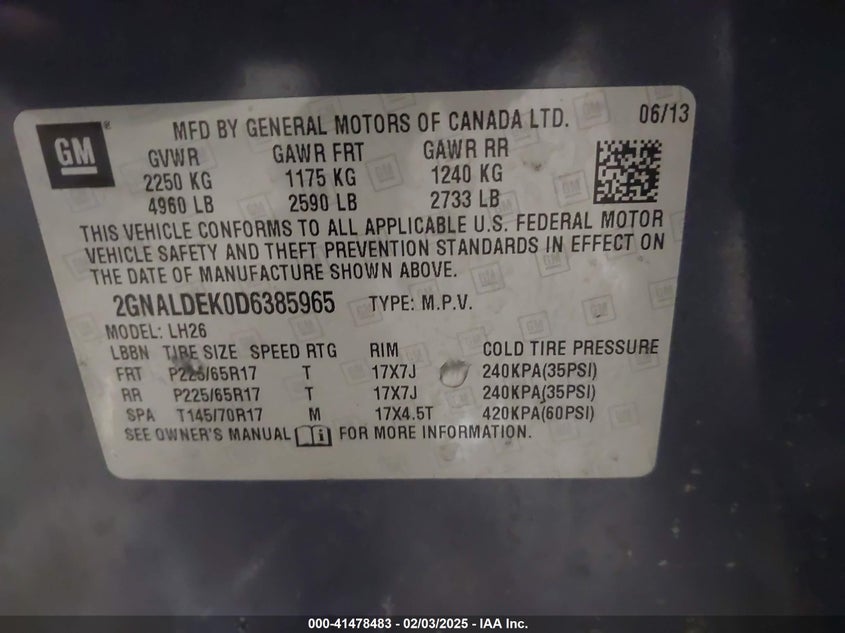 GM
MFD BY GENERAL MOTORS OF CANADA LTD. 06/13
GVWR GAWR FRT GAWR RR
2250 KG 1175 KG 1240 KG
4960 LB 2590 LB 2733 LB
THIS VEHICLE CONFORMS TO ALL APPLICABLE U.S. FEDERAL MOTOR
VEHICLE SAFETY AND THEFT PREVENTION STANDARDS IN EFFECT ON
THE DATE OF MANUFACTURE SHOWN ABOVE.
2GNALDEK0D6385965 TYPE: M.P.V.
MODEL: LH26
LBBN TIRE SIZE SPEED RTG RIM COLD TIRE PRESSURE
FRT P225/65R17 T 17X7J 240KPA(35PSI)
RR P225/65R17 T 17X7J 240KPA(35PSI)
SPA T145/70R17 M 17X4.5T 420KPA(60PSI)
SEE OWNER'S MANUAL FOR MORE INFORMATION.
000-41478483 - 02/03/2025 - IAA Inc.